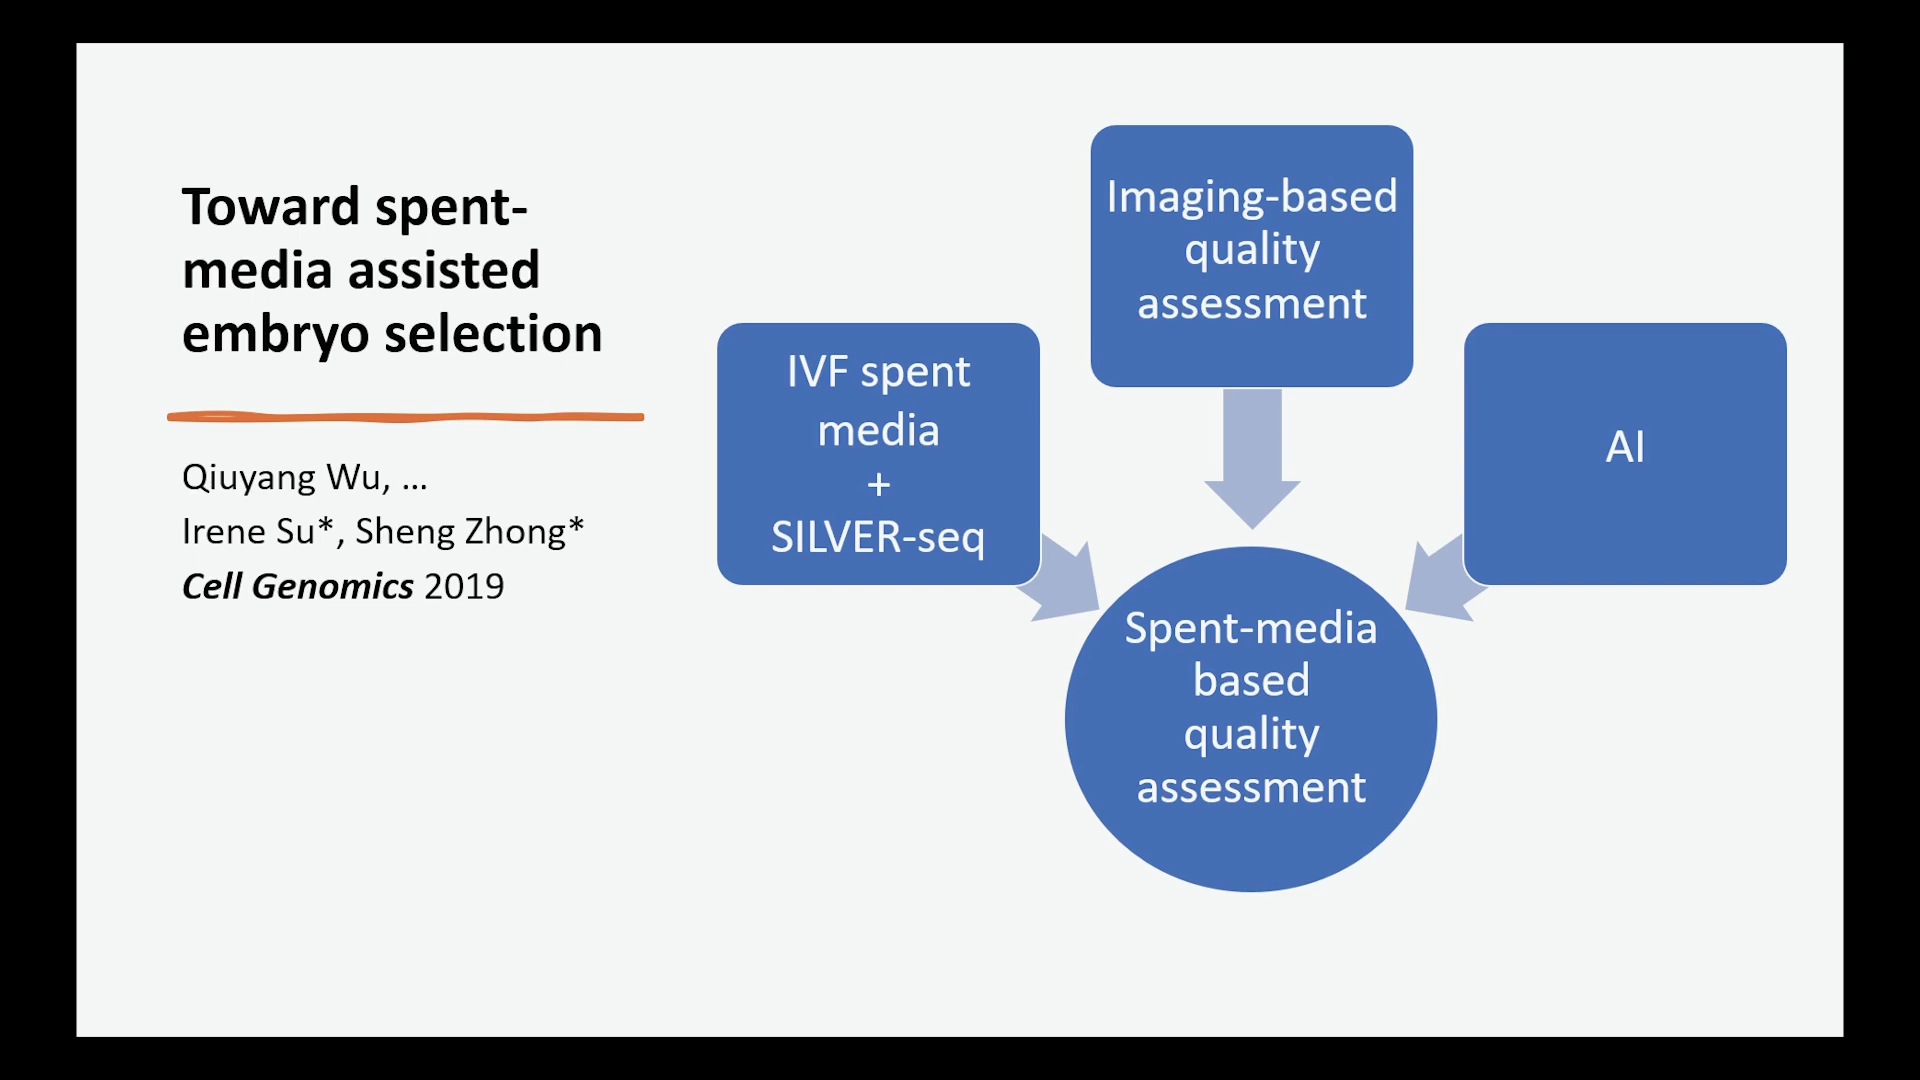 Toward spent-
media assisted
embryo selection
Qiuyang Wu, ...
Irene Su*, Sheng Zhong*
Cell Genomics 2019
IVF spent
media
+
SILVER-seq
Imaging-based
quality
assessment
AI
Spent-media
based
quality
assessment